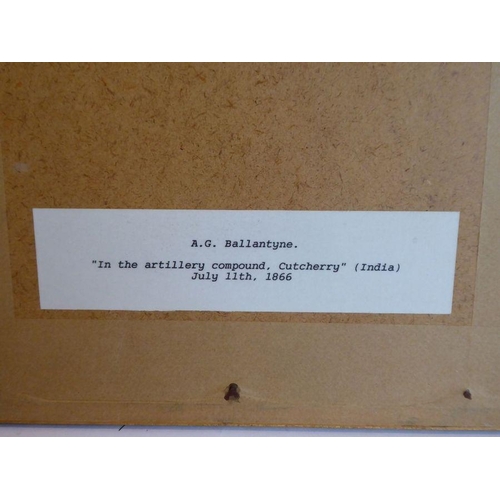 A.G. Ballantyne.
"In the artillery compound, Cutcherry" (India)
July 11th, 1866